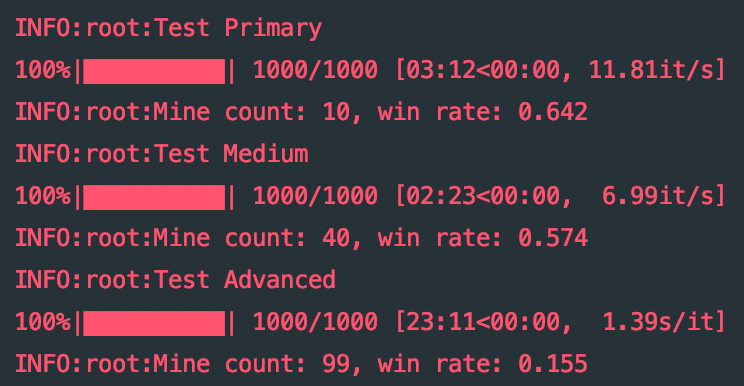 INFO:root:Test Primary
100%|██████████| 1000/1000 [03:12<00:00, 11.81it/s]
INFO:root:Mine count: 10, win rate: 0.642
INFO:root:Test Medium
100%|██████████| 1000/1000 [02:23<00:00,  6.99it/s]
INFO:root:Mine count: 40, win rate: 0.574
INFO:root:Test Advanced
100%|██████████| 1000/1000 [23:11<00:00,  1.39s/it]
INFO:root:Mine count: 99, win rate: 0.155